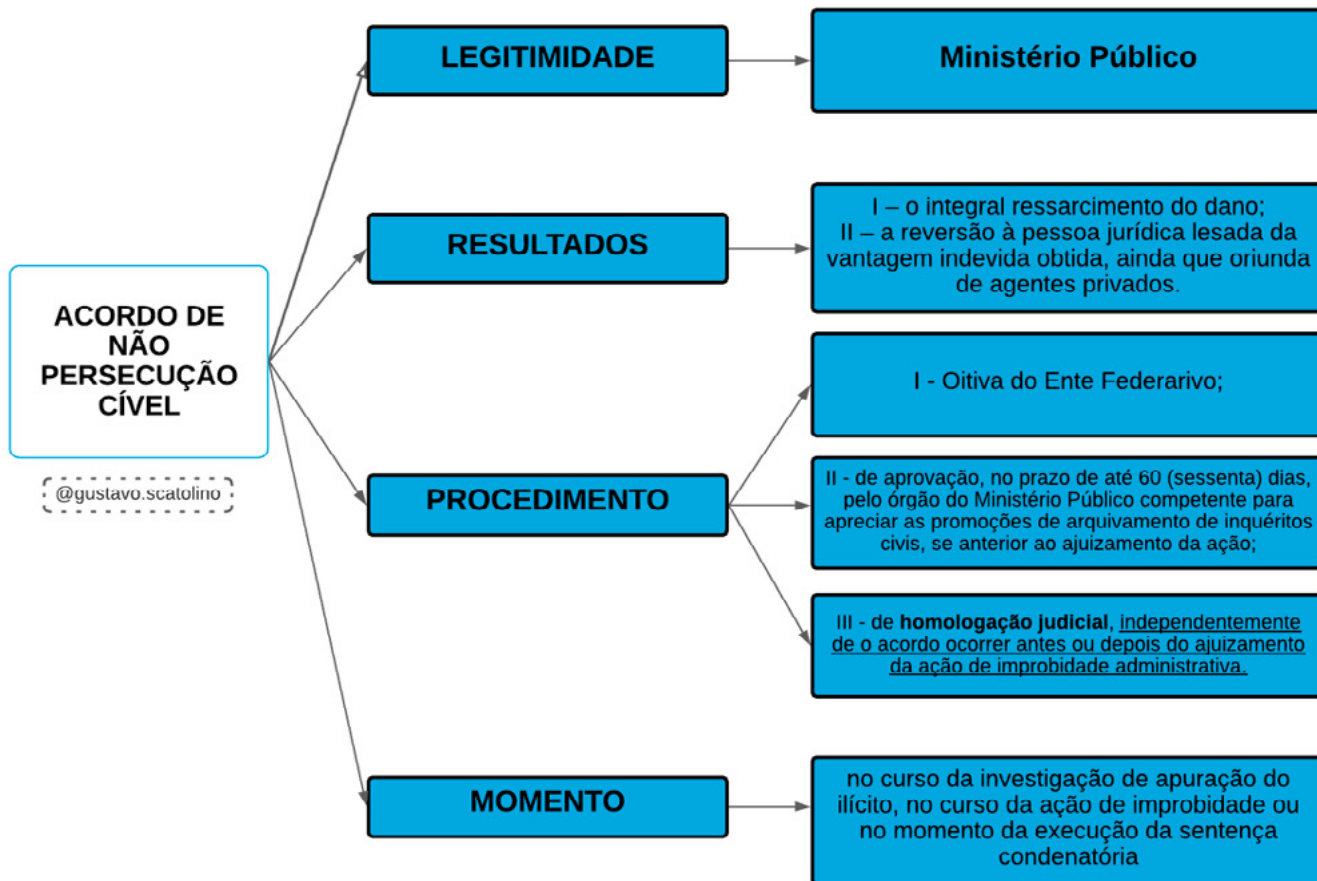 LEGITIMIDADE
Ministério Público
RESULTADOS
I – o integral ressarcimento do dano;
II – a reversão à pessoa jurídica lesada da
vantagem indevida obtida, ainda que oriunda
de agentes privados.
ACORDO DE
NÃO
PERSECUÇÃO
CÍVEL
@gustavo.scatolino
PROCEDIMENTO
I - Oitiva do Ente Federarivo;
II - de aprovação, no prazo de até 60 (sessenta) dias,
pelo órgão do Ministério Público competente para
apreciar as promoções de arquivamento de inquéritos
civis, se anterior ao ajuizamento da ação;
III - de homologação judicial, independentemente
de o acordo ocorrer antes ou depois do ajuizamento
da ação de improbidade administrativa.
MOMENTO
no curso da investigação de apuração do
ilícito, no curso da ação de improbidade ou
no momento da execução da sentença
condenatória